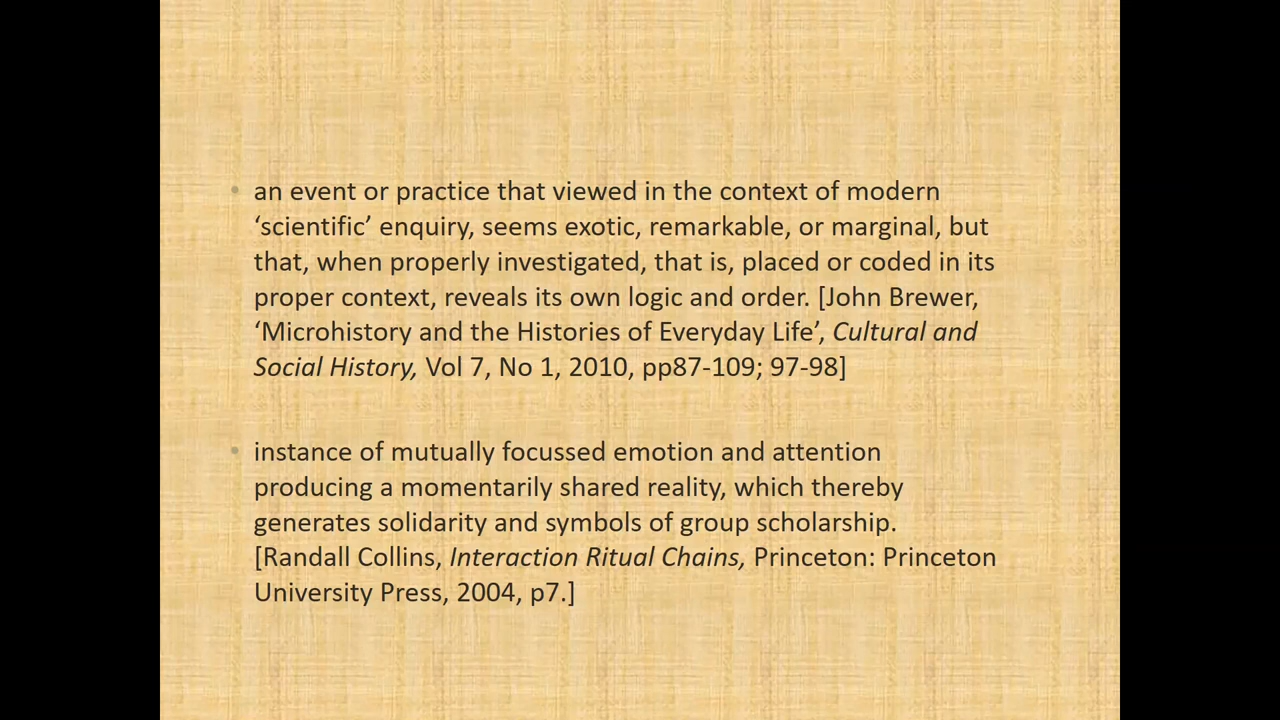 • an event or practice that viewed in the context of modern
‘scientific’ enquiry, seems exotic, remarkable, or marginal, but
that, when properly investigated, that is, placed or coded in its
proper context, reveals its own logic and order. [John Brewer,
‘Microhistory and the Histories of Everyday Life’, Cultural and
Social History, Vol 7, No 1, 2010, pp87-109; 97-98]
• instance of mutually focussed emotion and attention
producing a momentarily shared reality, which thereby
generates solidarity and symbols of group scholarship.
[Randall Collins, Interaction Ritual Chains, Princeton: Princeton
University Press, 2004, p7.]